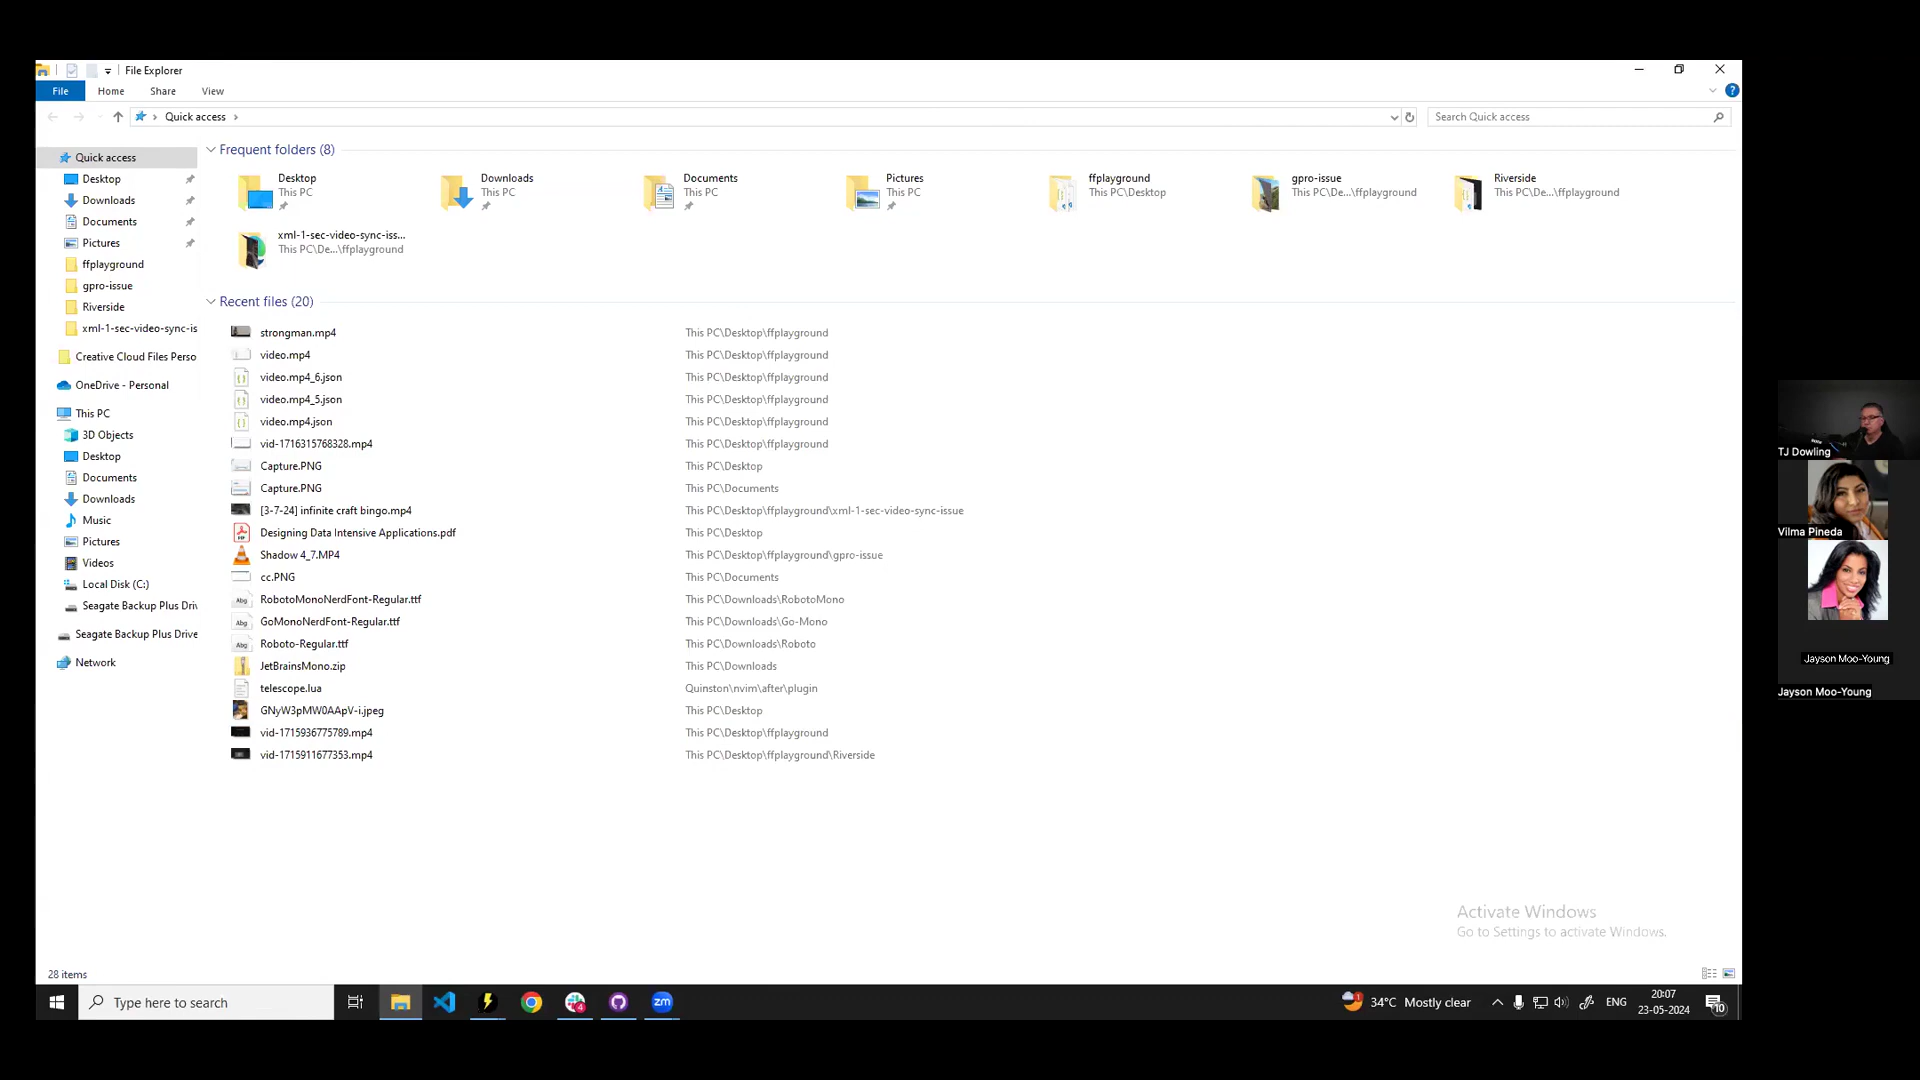 File Explorer
File Home Share View
Quick access
Search Quick access
Quick access
Desktop
Downloads
Documents
Pictures
ffplayground
gpro-issue
Riverside
xml-1-sec-video-sync-is
Creative Cloud Files Perso
OneDrive - Personal
This PC
3D Objects
Desktop
Documents
Downloads
Music
Pictures
Videos
Local Disk (C:)
Seagate Backup Plus Driv
Seagate Backup Plus Drive
Network
Frequent folders (8)
Desktop
This PC
Downloads
This PC
Documents
This PC
Pictures
This PC
ffplayground
This PC\Desktop
gpro-issue
This PC\De...\ffplayground
Riverside
This PC\De...\ffplayground
xml-1-sec-video-sync-iss...
This PC\De...\ffplayground
Recent files (20)
strongman.mp4 This PC\Desktop\ffplayground
video.mp4 This PC\Desktop\ffplayground
video.mp4_6.json This PC\Desktop\ffplayground
video.mp4_5.json This PC\Desktop\ffplayground
video.mp4.json This PC\Desktop\ffplayground
vid-1716315768328.mp4 This PC\Desktop\ffplayground
Capture.PNG This PC\Desktop
Capture.PNG This PC\Documents
[3-7-24] infinite craft bingo.mp4 This PC\Desktop\ffplayground\xml-1-sec-video-sync-issue
Designing Data Intensive Applications.pdf This PC\Desktop
Shadow 4_7.MP4 This PC\Desktop\ffplayground\gpro-issue
cc.PNG This PC\Documents
RobotoMonoNerdFont-Regular.ttf This PC\Downloads\RobotoMono
GoMonoNerdFont-Regular.ttf This PC\Downloads\Go-Mono
Roboto-Regular.ttf This PC\Downloads\Roboto
JetBrainsMono.zip This PC\Downloads
telescope.lua Quinston\nvim\after\plugin
GNyW3pMW0AApV-i.jpeg This PC\Desktop
vid-1715936775789.mp4 This PC\Desktop\ffplayground
vid-1715911677353.mp4 This PC\Desktop\ffplayground\Riverside
Activate Windows
Go to Settings to activate Windows.
28 items
Type here to search
zm
34°C Mostly clear
ENG
20:07
23-05-2024
10
TJ Dowling
Vilma Pineda
Jayson Moo-Young
Jayson Moo-Young